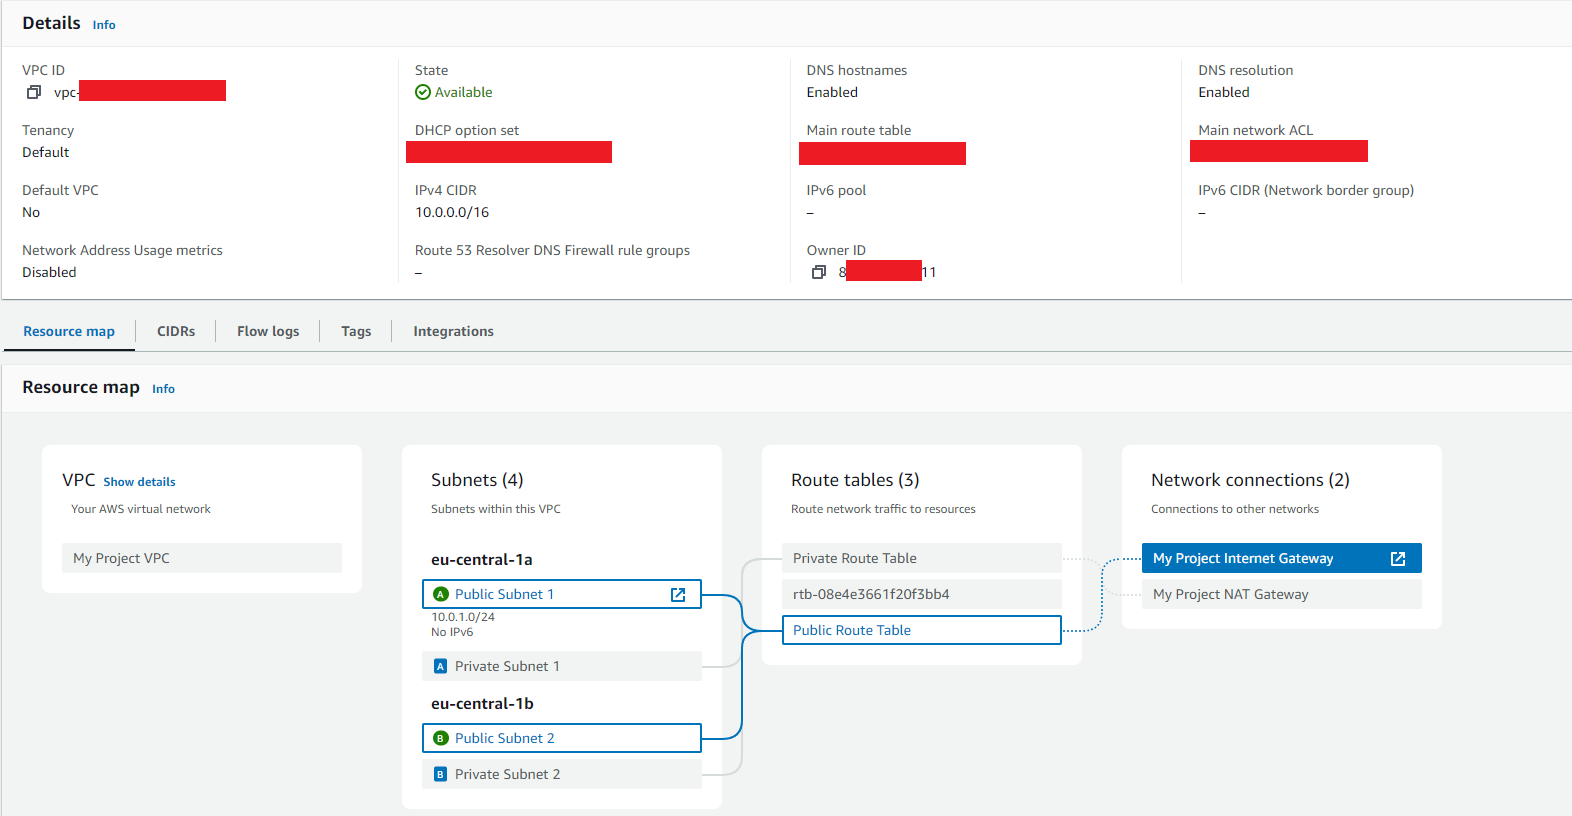 Details Info
VPC ID
vpc-
State
Available
DNS hostnames
Enabled
DNS resolution
Enabled
Tenancy
Default
DHCP option set
Main route table
Main network ACL
Default VPC
No
IPv4 CIDR
10.0.0.0/16
IPv6 pool
–
IPv6 CIDR (Network border group)
–
Network Address Usage metrics
Disabled
Route 53 Resolver DNS Firewall rule groups
–
Owner ID
8 11
Resource map CIDRs Flow logs Tags Integrations
Resource map Info
VPC Show details
Your AWS virtual network
My Project VPC
Subnets (4)
Subnets within this VPC
eu-central-1a
A Public Subnet 1
10.0.1.0/24
No IPv6
A Private Subnet 1
eu-central-1b
B Public Subnet 2
B Private Subnet 2
Route tables (3)
Route network traffic to resources
Private Route Table
rtb-08e4e3661f20f3bb4
Public Route Table
Network connections (2)
Connections to other networks
My Project Internet Gateway
My Project NAT Gateway